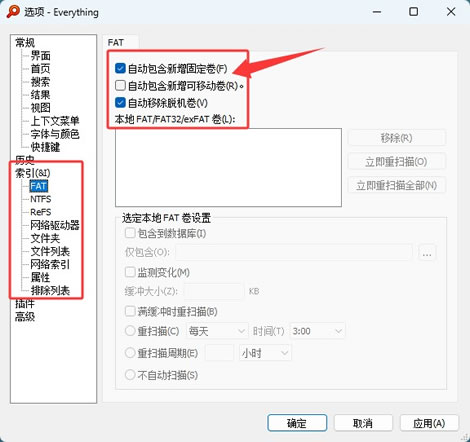 选项 - Everything
常规
界面
首页
搜索
结果
视图
上下文菜单
字体与颜色
快捷键
历史
索引(&I)
FAT
NTFS
ReFS
网络驱动器
文件夹
文件列表
网络索引
属性
排除列表
插件
高级
FAT
自动包含新增固定卷(F)
自动包含新增可移动卷(R)。
自动移除脱机卷(V)
本地 FAT/FAT32/exFAT 卷(L):
移除(R)
立即重扫描(O)
立即重扫描全部(N)
选定本地 FAT 卷设置
包含到数据库(I)
仅包含(O):
...
监测变化(M)
缓冲大小(Z):
KB
满缓冲时重扫描(B)
重扫描(C)
每天
时间(T)
3:00
重扫描周期(E)
小时
不自动扫描(S)
确定
取消
应用(A)